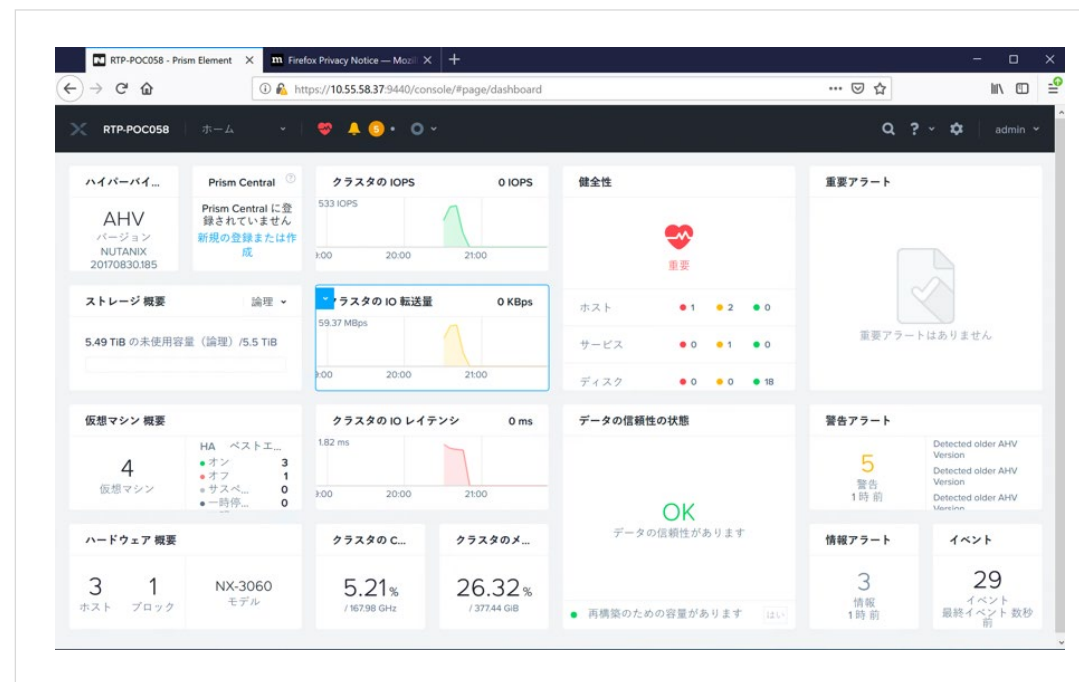 RTP-POC058 - Prism Element
Firefox Privacy Notice — Mozil
https://10.55.58.37:9440/console/#page/dashboard
RTP-POC058
ホーム
5
admin
ハイパーバイ...
AHV
バージョン
NUTANIX
20170830.185
Prism Central
Prism Central に登
録されていません
新規の登録または作
成
クラスタの IOPS 0 IOPS
533 IOPS
:00 20:00 21:00
健全性
重要
ホスト 1 2 0
サービス 0 1 0
ディスク 0 0 18
重要アラート
重要アラートはありません
ストレージ 概要 論理
5.49 TiB の未使用容
量（論理）/5.5 TiB
ラスタの IO 転送量 0 KBps
59.37 MBps
:00 20:00 21:00
仮想マシン 概要
4
仮想マシン
HA ベストエ...
オン 3
オフ 1
サスペ... 0
一時停... 0
クラスタの IO レイテンシ 0 ms
1.82 ms
:00 20:00 21:00
データの信頼性の状態
OK
データの信頼性があります
再構築のための容量があります はい
警告アラート
5
警告
1時 前
Detected older AHV
Version
Detected older AHV
Version
Detected older AHV
Version
ハードウェア 概要
3
ホスト
1
ブロック
NX-3060
モデル
クラスタの C...
5.21%
/ 167.98 GHz
クラスタのメ...
26.32%
/ 377.44 GiB
情報アラート
3
情報
1時 前
イベント
29
イベント
最終イベント 数秒
前